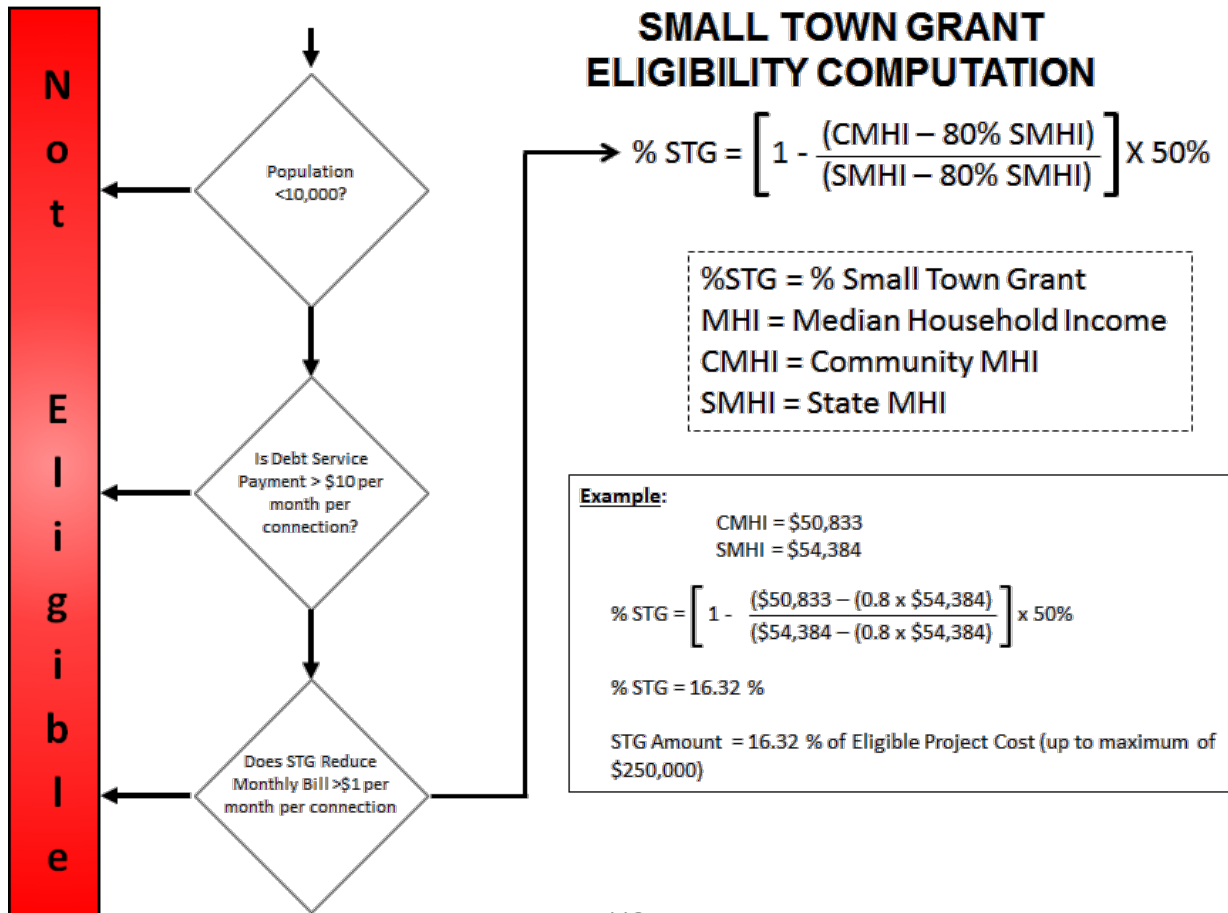 SMALL TOWN GRANT
ELIGIBILITY COMPUTATION
Not
Eligible
Population
<10,000?
Is Debt Service
Payment > $10 per
month per
connection?
Does STG Reduce
Monthly Bill >$1 per
month per connection
% STG = [ 1 - (CMHI – 80% SMHI) / (SMHI – 80% SMHI) ] X 50%
%STG = % Small Town Grant
MHI = Median Household Income
CMHI = Community MHI
SMHI = State MHI
Example:
CMHI = $50,833
SMHI = $54,384
% STG = [ 1 - ($50,833 – (0.8 x $54,384) / ($54,384 – (0.8 x $54,384) ] x 50%
% STG = 16.32 %
STG Amount = 16.32 % of Eligible Project Cost (up to maximum of
$250,000)